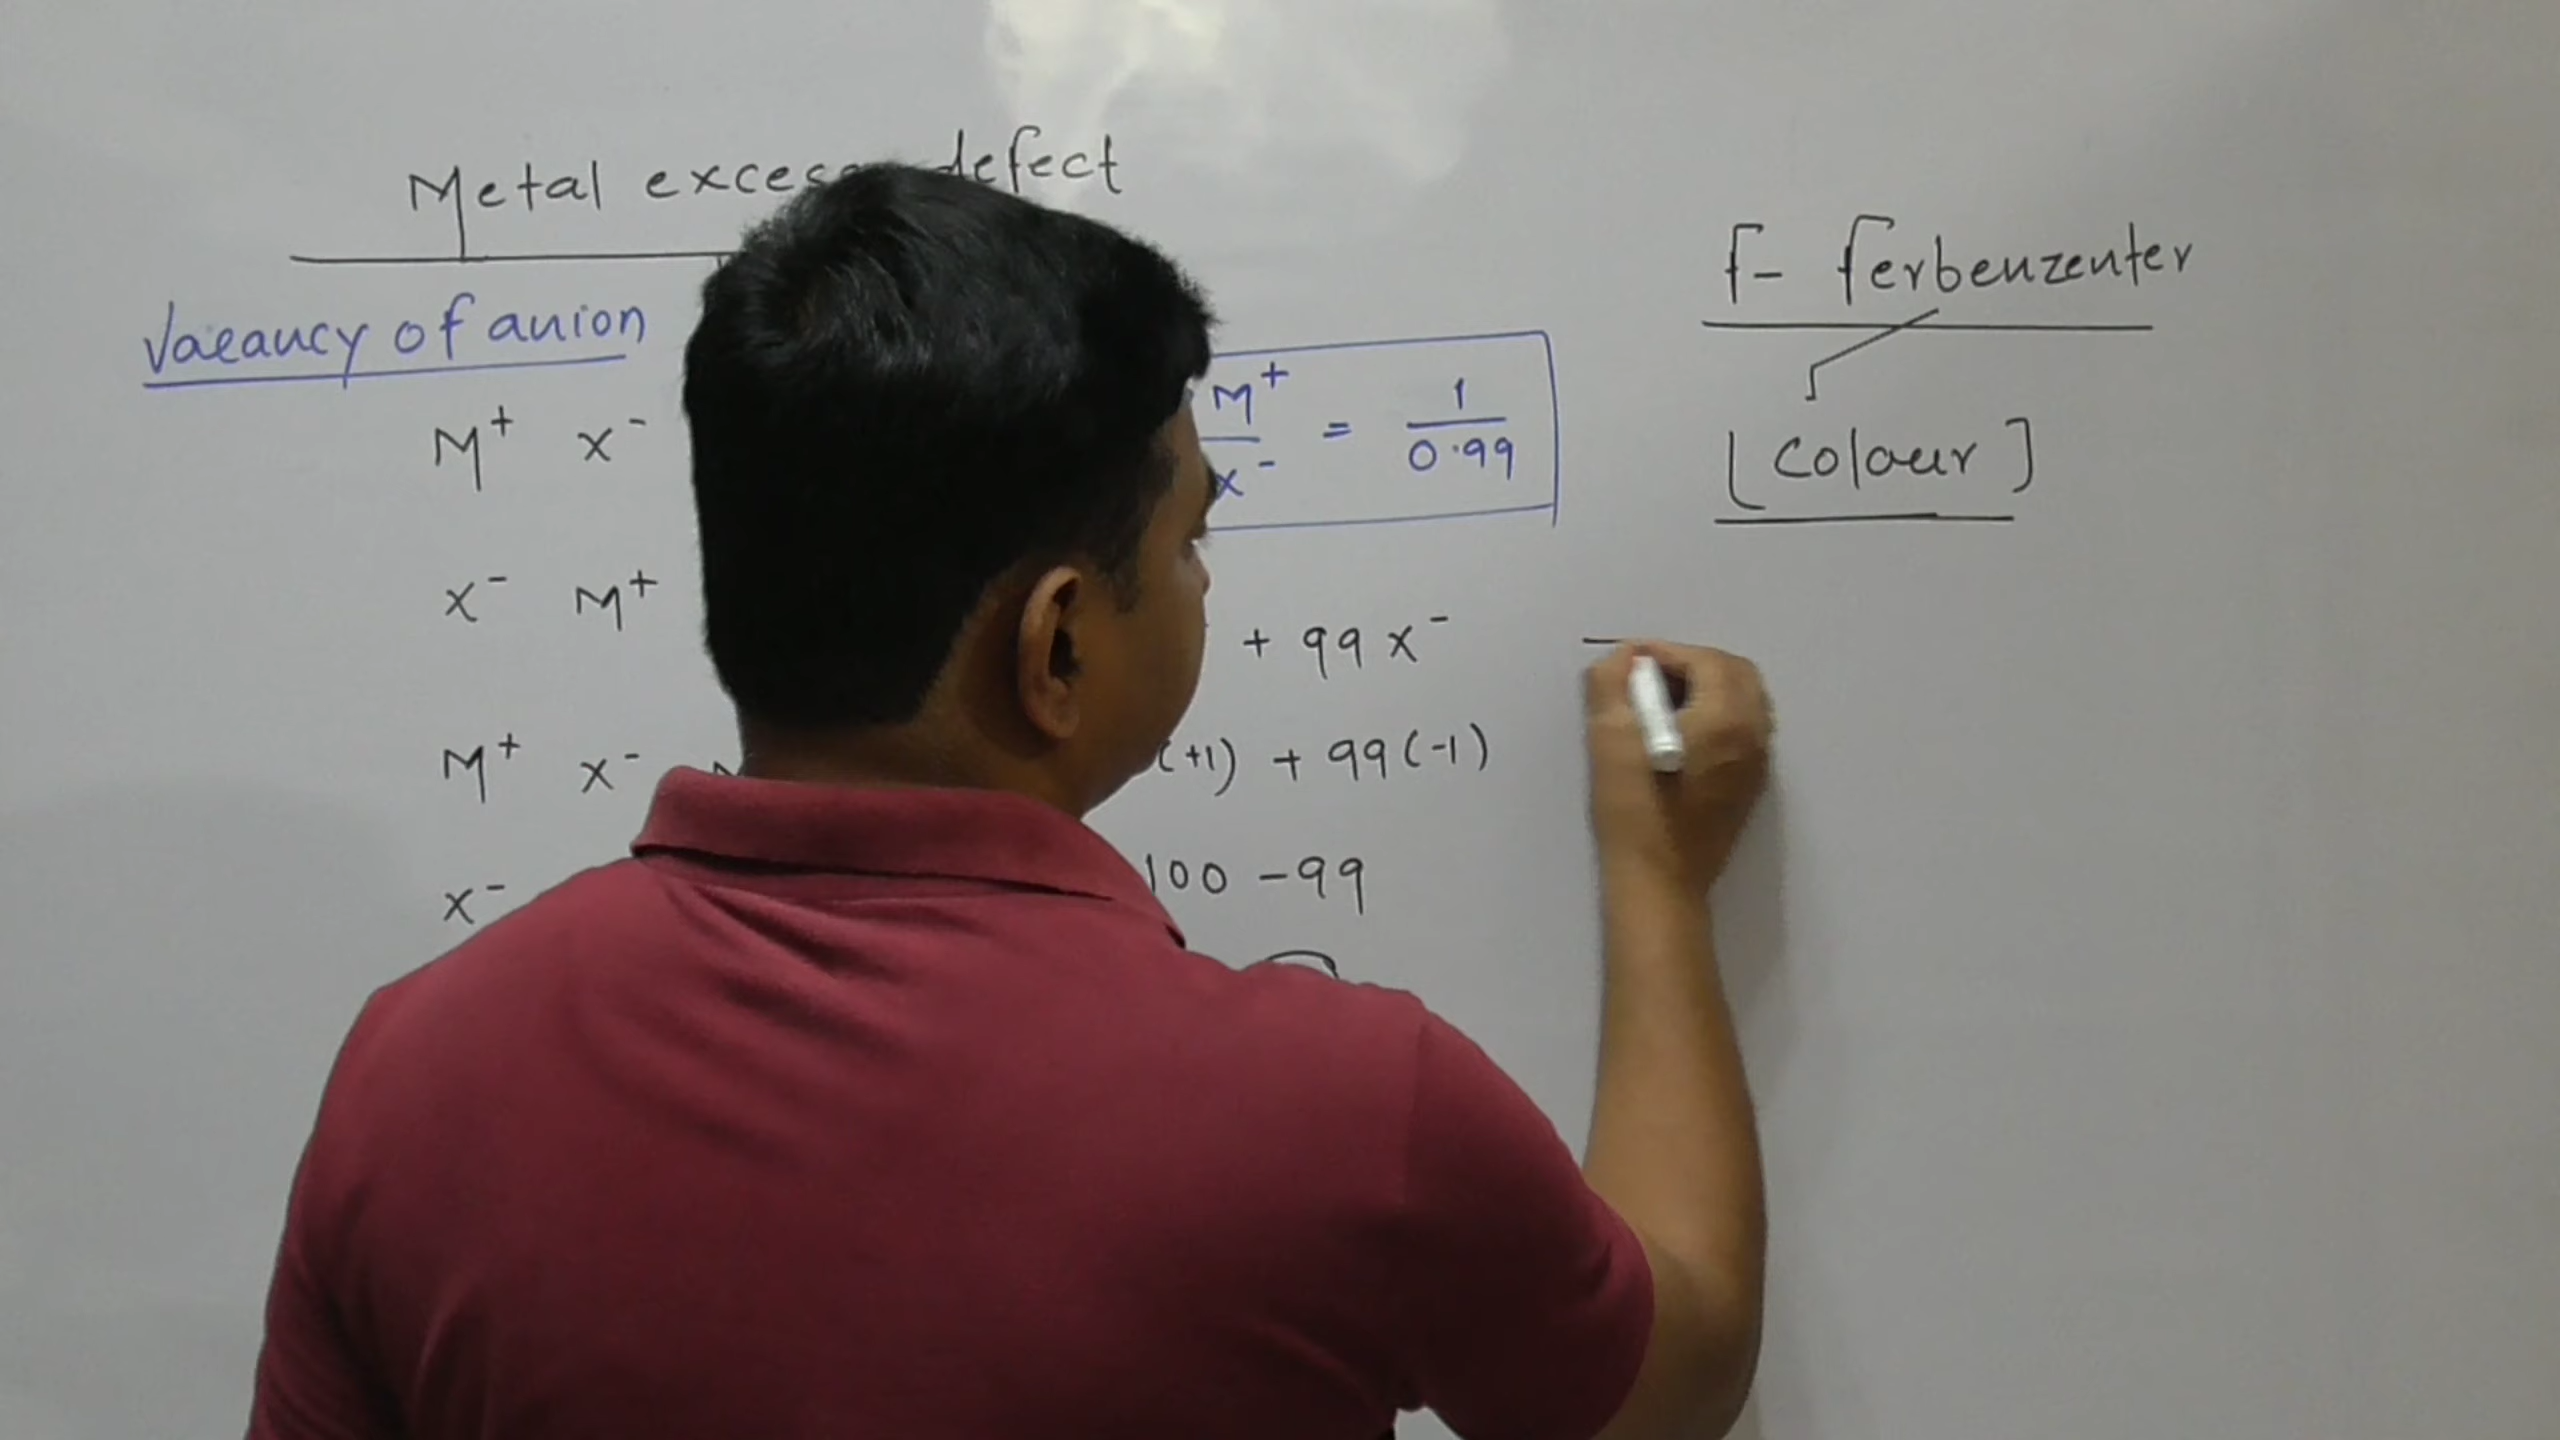 Metal excess defect
Vacancy of anion
M⁺ x⁻
x⁻ M⁺
M⁺ x⁻
x⁻
M⁺ / x⁻ = 1 / 0.99
+ 99 x⁻
(+1) + 99 (-1)
100 - 99
F- Ferbenzenter
[Colour]